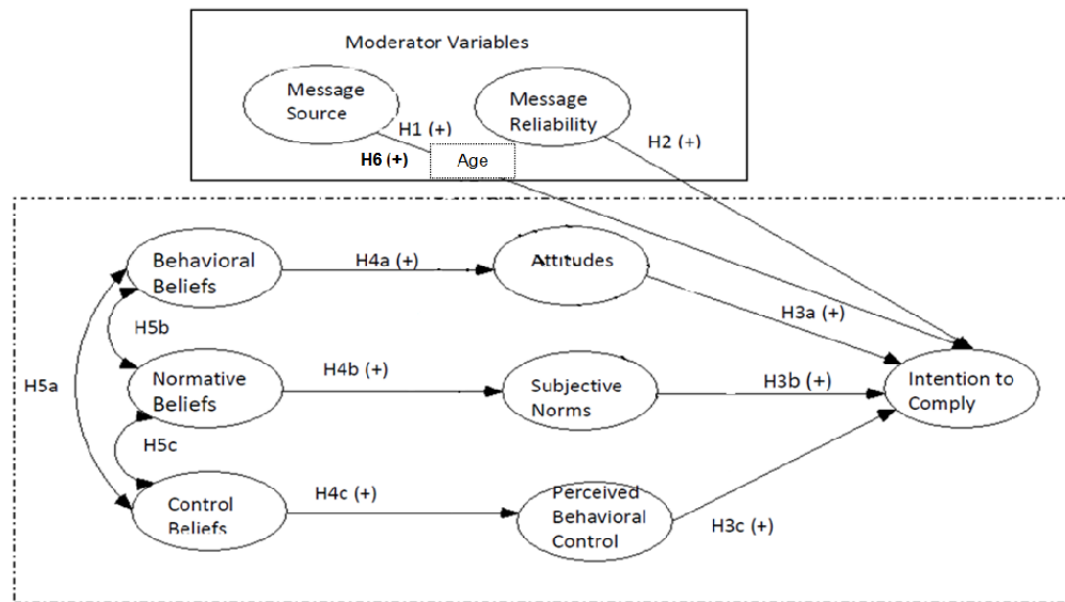 Moderator Variables
Message
Source
Message
Reliability
H1 (+)
H2 (+)
H6 (+)
Age
Behavioral
Beliefs
H4a (+)
Attitudes
H3a (+)
H5b
H5a
Normative
Beliefs
H4b (+)
Subjective
Norms
H3b (+)
Intention to
Comply
H5c
Control
Beliefs
H4c (+)
Perceived
Behavioral
Control
H3c (+)